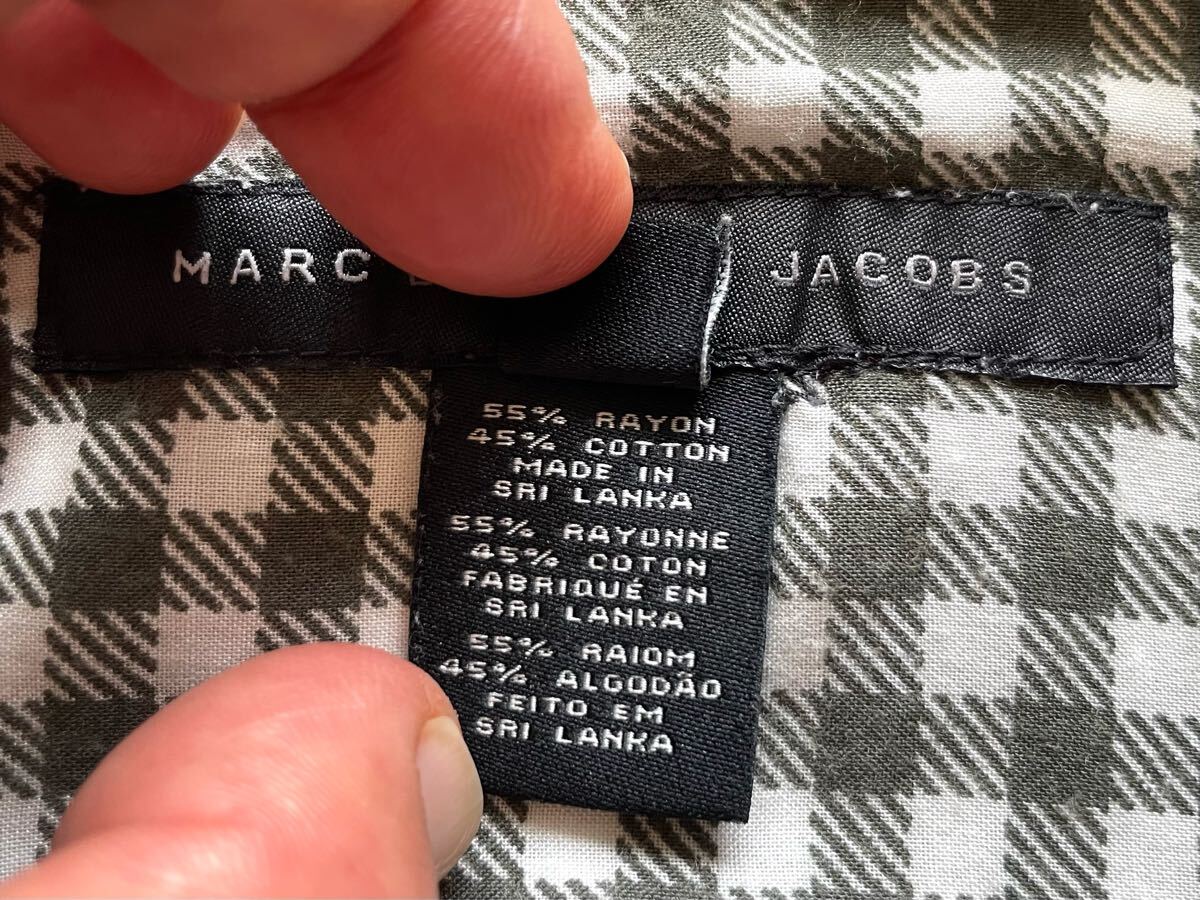 MARC JACOBS
55% RAYON
45% COTTON
MADE IN
SRI LANKA
55% RAYONNE
45% COTON
FABRIQUÉ EN
SRI LANKA
55% RAIOM
45% ALGODÃO
FEITO EM
SRI LANKA